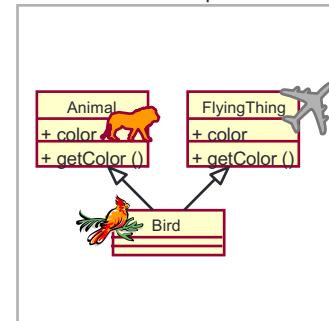 Animal
+ color
+ getColor ()
FlyingThing
+ color
+ getColor ()
Bird